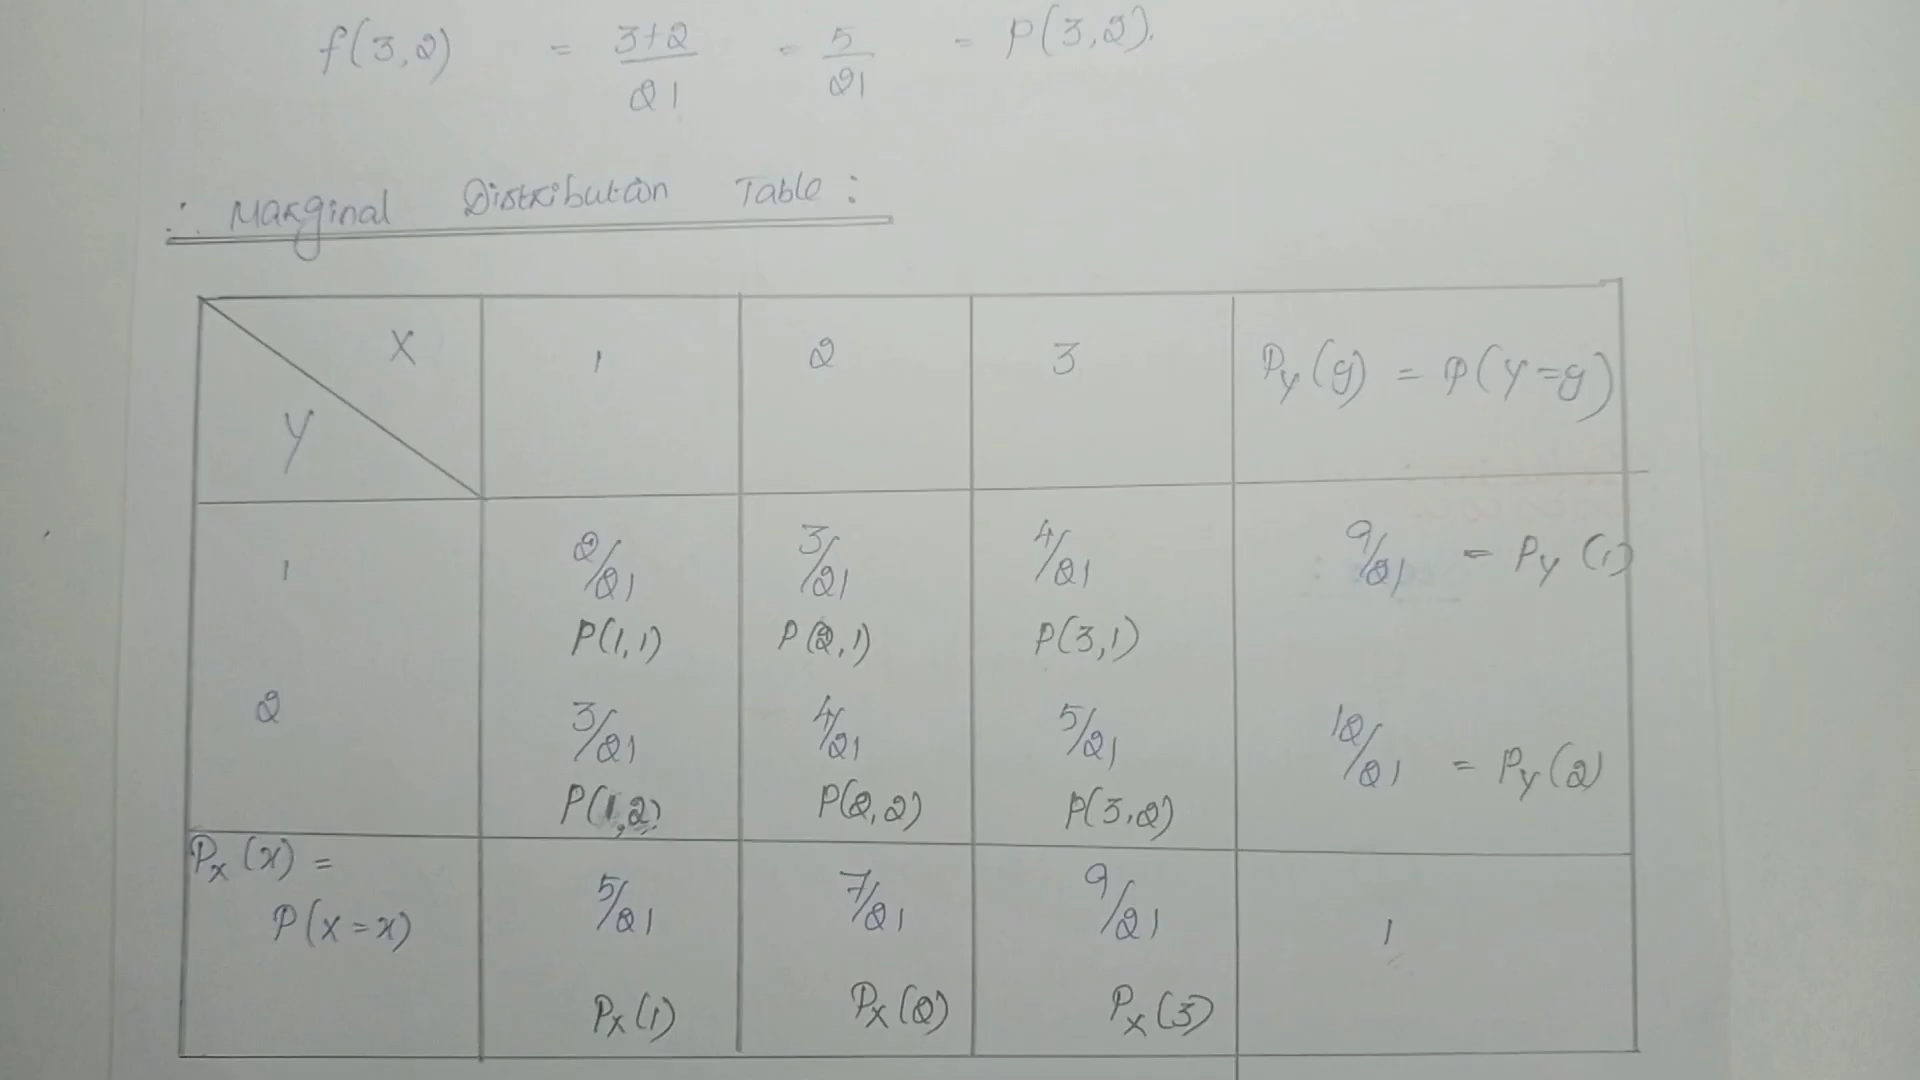 f(3,2) = 3+2/21 = 5/21 = P(3,2).
∴ Marginal Distribution Table :
X 1 2 3 Py(y) = P(Y=y)
Y
1 2/21 3/21 4/21 9/21 = Py(1)
P(1,1) P(2,1) P(3,1)
2 3/21 4/21 5/21 12/21 = Py(2)
P(1,2) P(2,2) P(3,2)
Px(x) =
P(X=x) 5/21 7/21 9/21 1
Px(1) Px(2) Px(3)